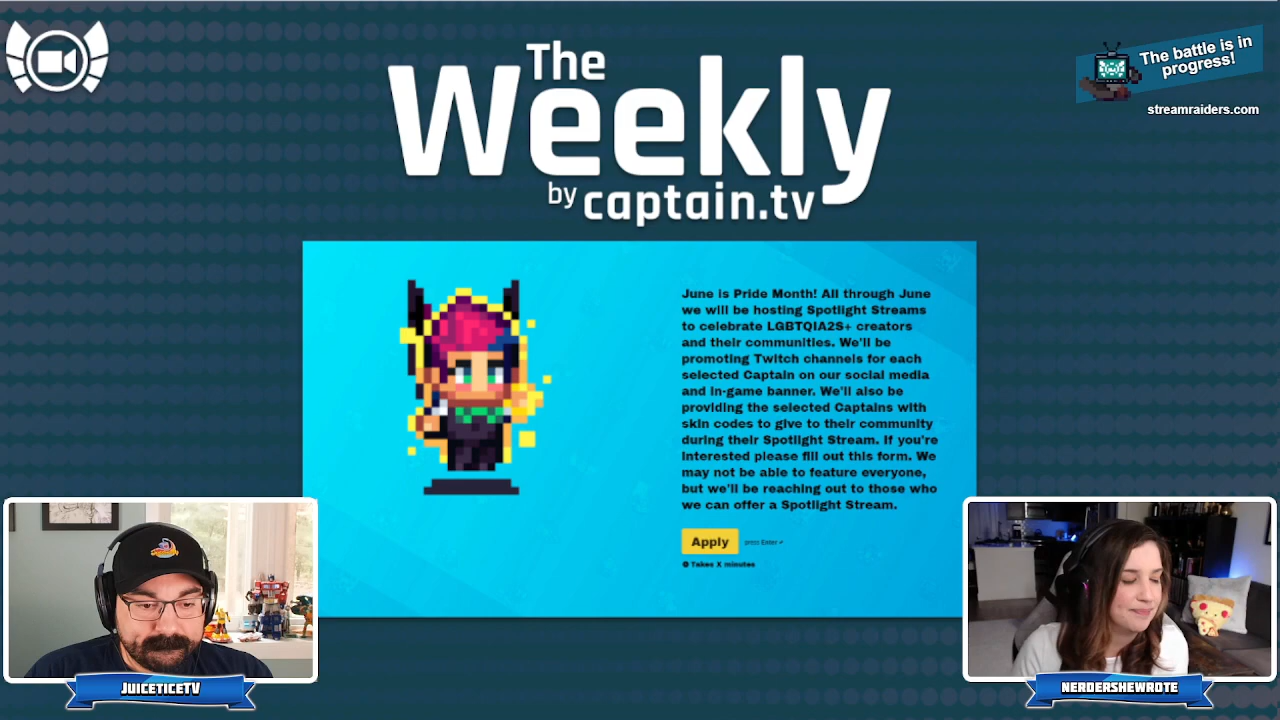 The
Weekly
by captain.tv
The battle is in
progress!
streamraiders.com
June is Pride Month! All through June
we will be hosting Spotlight Streams
to celebrate LGBTQIA2S+ creators
and their communities. We'll be
promoting Twitch channels for each
selected Captain on our social media
and in-game banner. We'll also be
providing the selected Captains with
skin codes to give to their community
during their Spotlight Stream. If you're
interested please fill out this form. We
may not be able to feature everyone,
but we'll be reaching out to those who
we can offer a Spotlight Stream.
Apply press Enter ↵
Takes X minutes
JUICETICETV
NERDERSHEWROTE